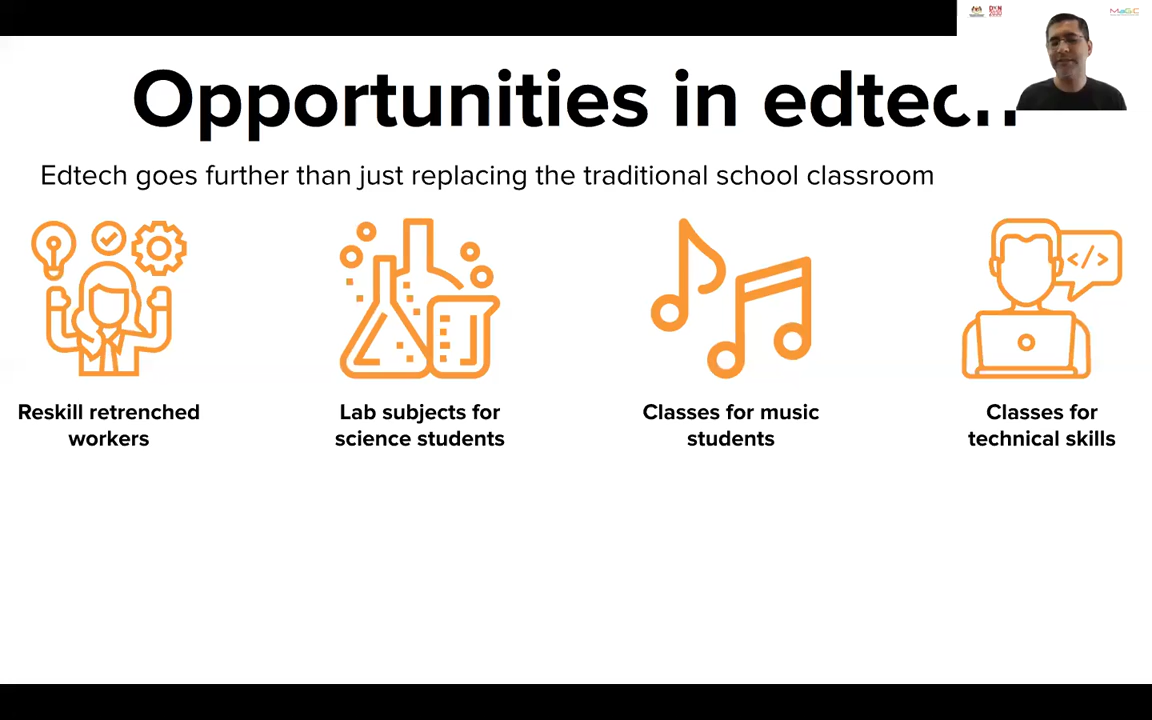 MaGC
Opportunities in edtech
Edtech goes further than just replacing the traditional school classroom
</>
Reskill retrenched
workers
Lab subjects for
science students
Classes for music
students
Classes for
technical skills